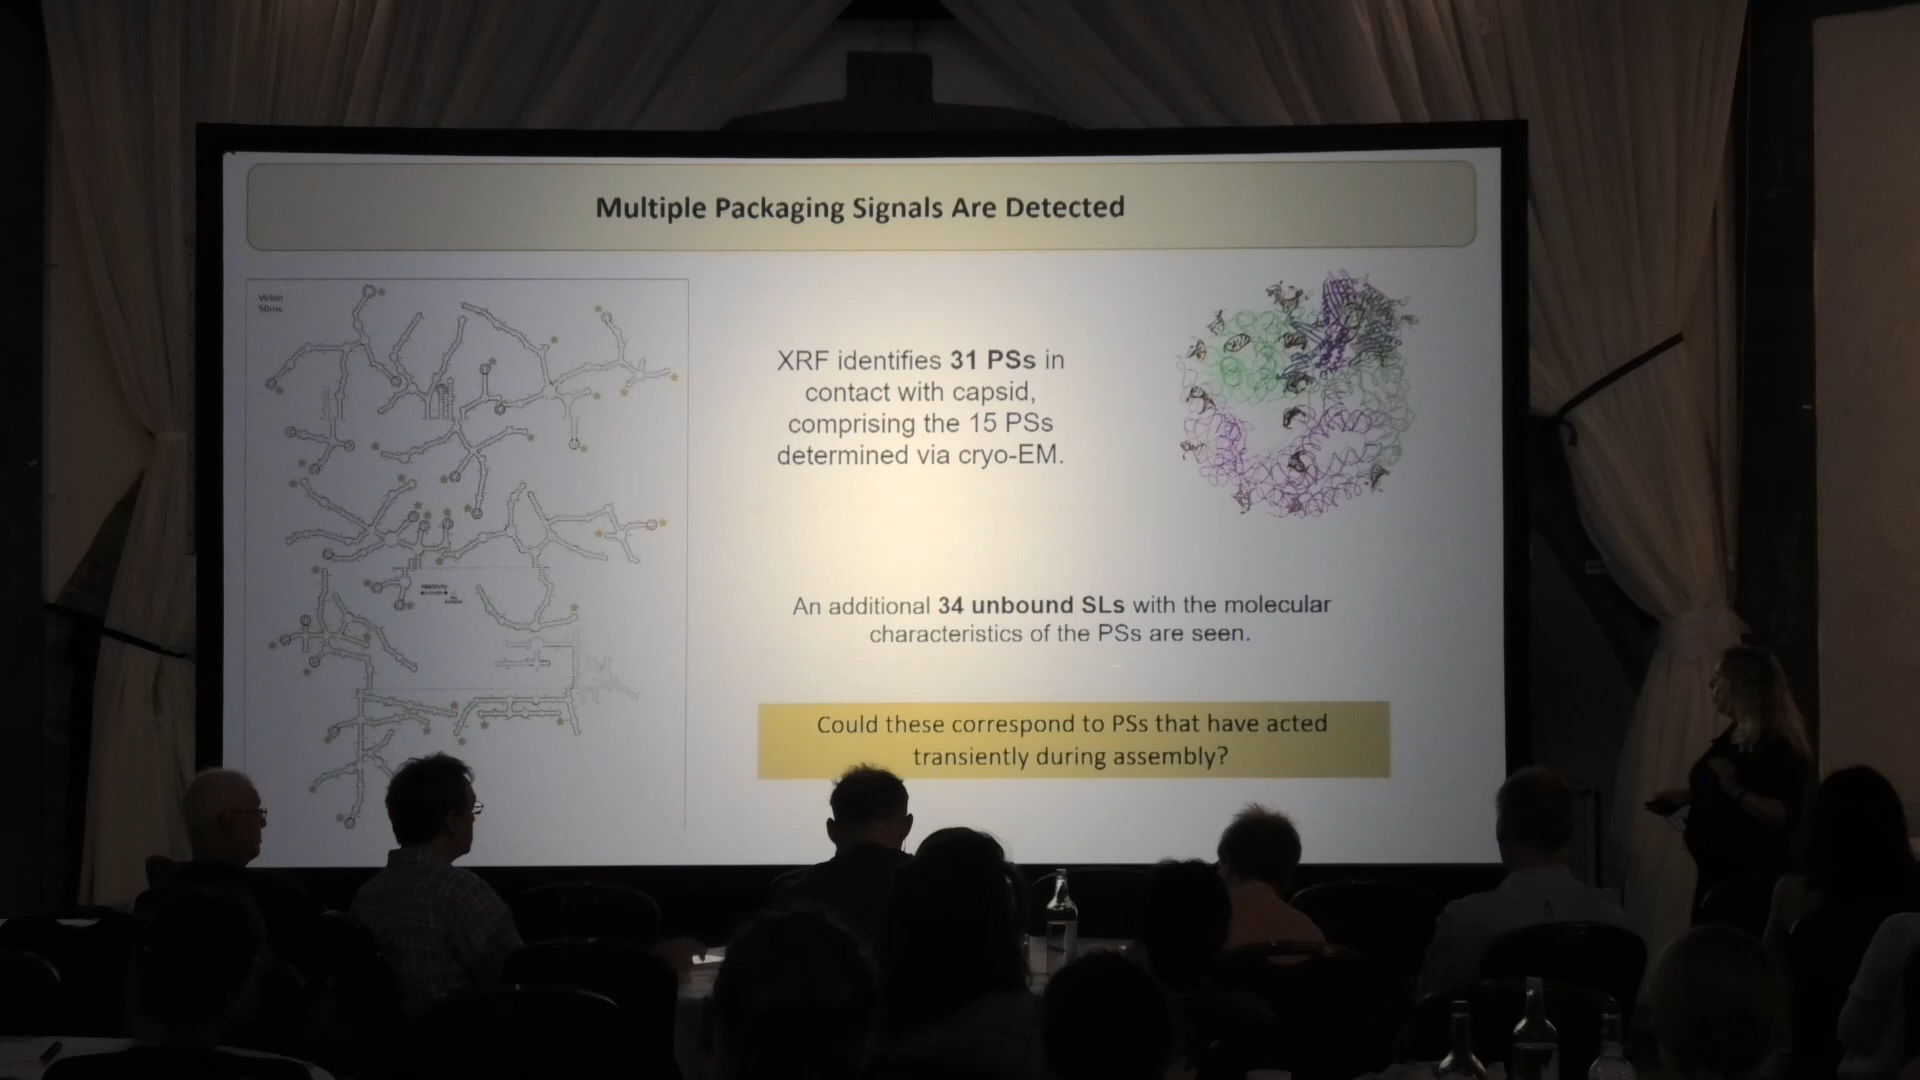 Multiple Packaging Signals Are Detected
Virion
50ms
XRF identifies 31 PSs in
contact with capsid,
comprising the 15 PSs
determined via cryo-EM.
An additional 34 unbound SLs with the molecular
characteristics of the PSs are seen.
Could these correspond to PSs that have acted
transiently during assembly?